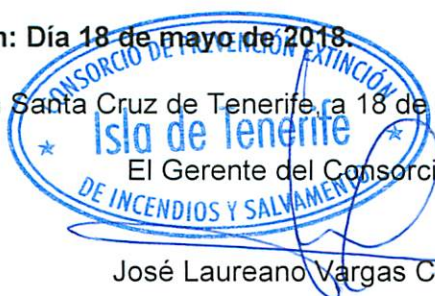 n: Día 18 de mayo de 2018.
CONSORCIO DE PREVENCIÓN EXTINCIÓN
Santa Cruz de Tenerife, a 18 de
Isla de Tenerife
El Gerente del Consorci
DE INCENDIOS Y SALVAMENTO
José Laureano Vargas C